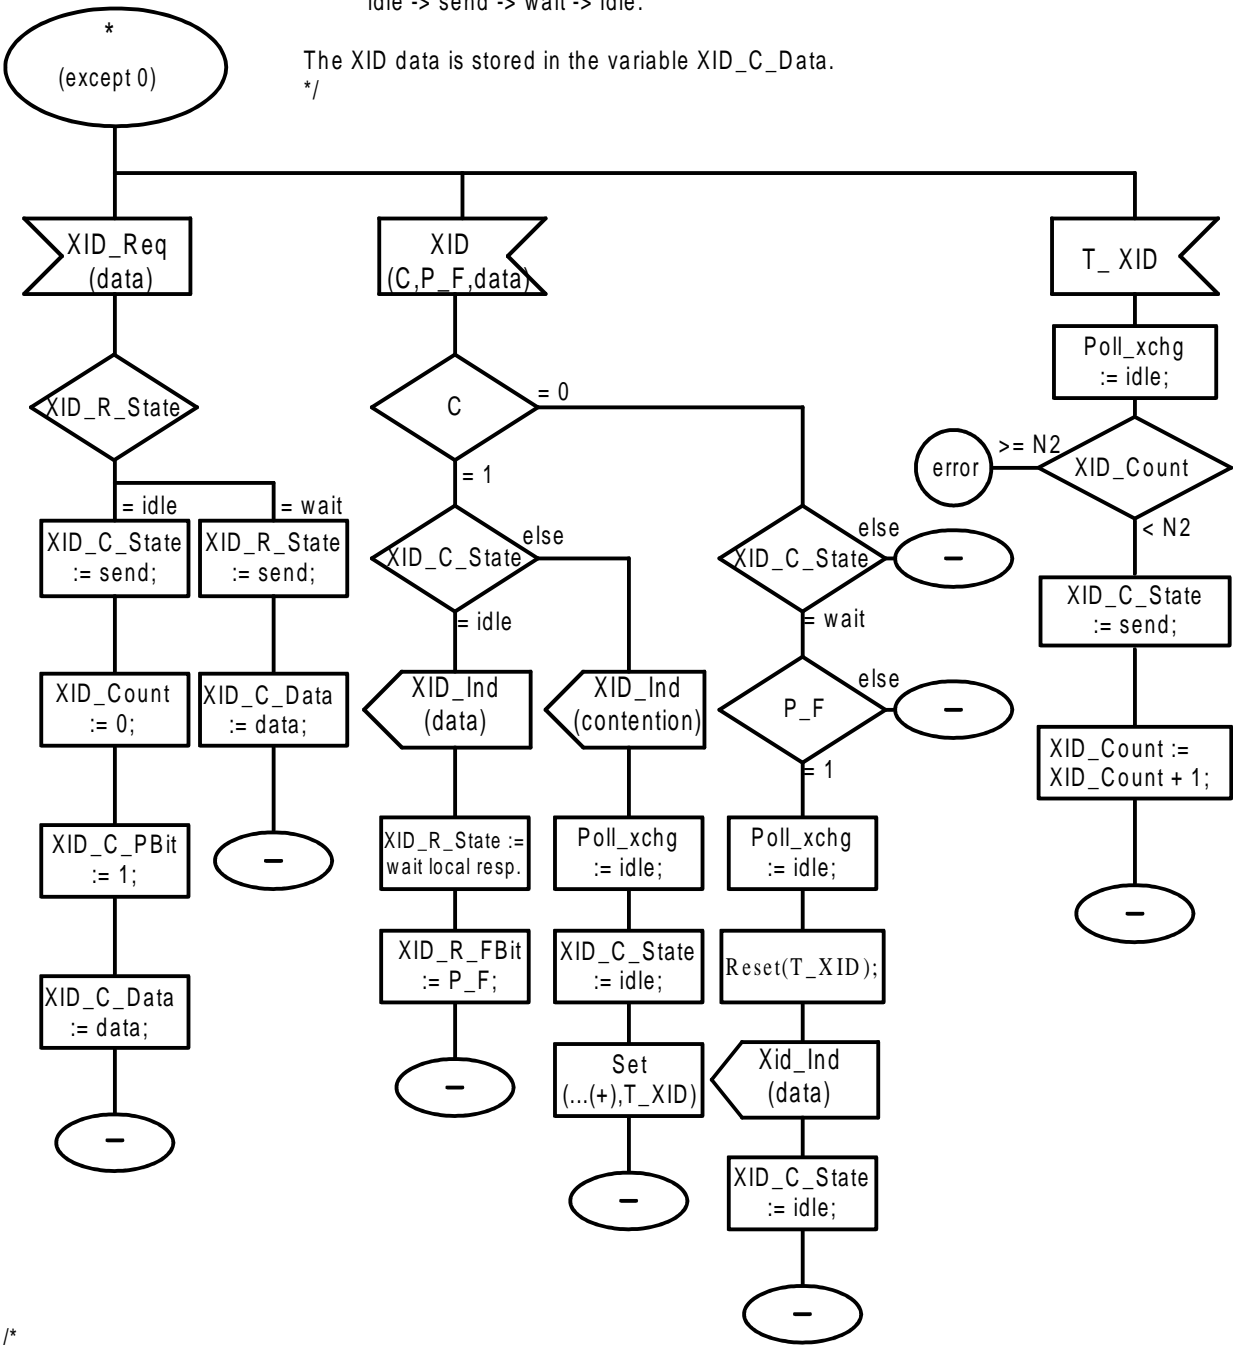 idle -> send -> wait -> idle.
*
(except 0)
The XID data is stored in the variable XID_C_Data.
*/
XID_Req
(data)
XID_R_State
= idle
XID_C_State
:= send;
XID_Count
:= 0;
XID_C_PBit
:= 1;
XID_C_Data
:= data;
–
= wait
XID_R_State
:= send;
XID_C_Data
:= data;
–
XID
(C,P_F,data)
C
= 1
XID_C_State
= idle
XID_Ind
(data)
XID_R_State :=
wait local resp.
XID_R_FBit
:= P_F;
–
else
XID_Ind
(contention)
Poll_xchg
:= idle;
XID_C_State
:= idle;
Set
(...(+),T_XID)
–
= 0
XID_C_State
else
–
= wait
P_F
else
–
= 1
Poll_xchg
:= idle;
Reset(T_XID);
Xid_Ind
(data)
XID_C_State
:= idle;
–
T_ XID
Poll_xchg
:= idle;
XID_Count
>= N2
error
< N2
XID_C_State
:= send;
XID_Count :=
XID_Count + 1;
–
/*